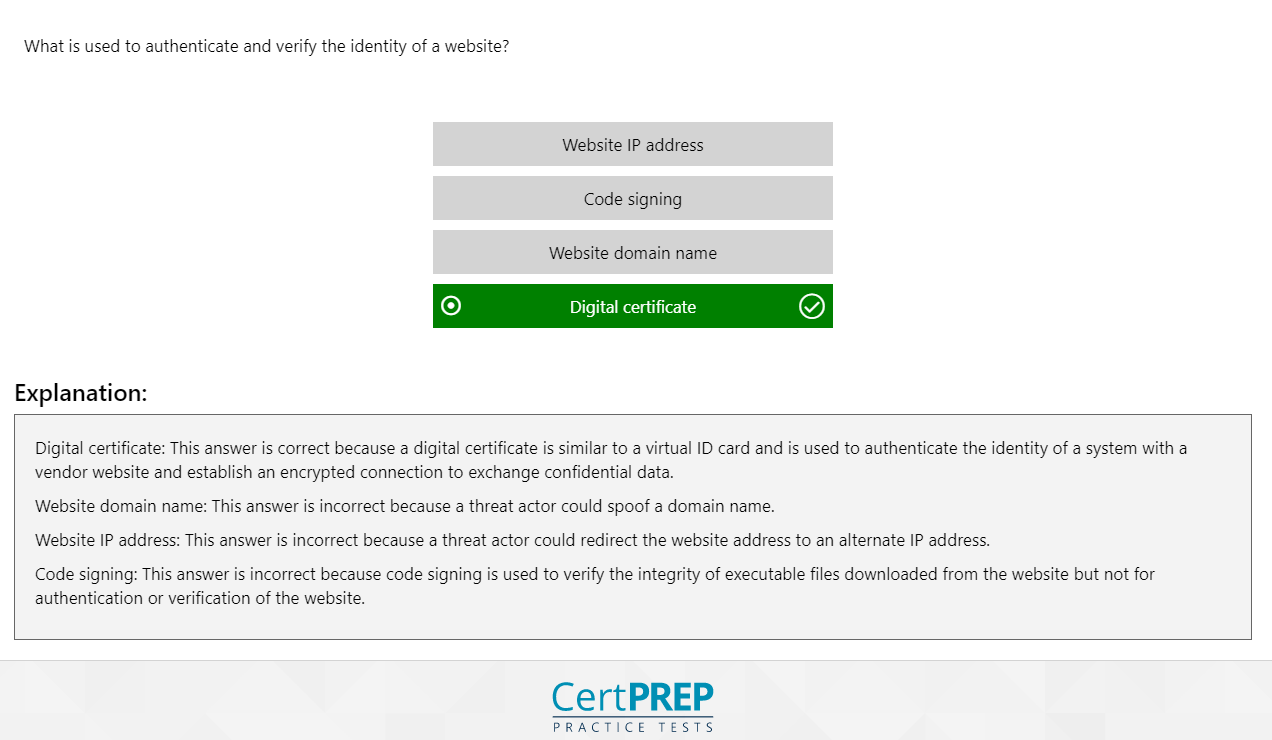 What is used to authenticate and verify the identity of a website?
Website IP address
Code signing
Website domain name
Digital certificate
Explanation:
Digital certificate: This answer is correct because a digital certificate is similar to a virtual ID card and is used to authenticate the identity of a system with a
vendor website and establish an encrypted connection to exchange confidential data.
Website domain name: This answer is incorrect because a threat actor could spoof a domain name.
Website IP address: This answer is incorrect because a threat actor could redirect the website address to an alternate IP address.
Code signing: This answer is incorrect because code signing is used to verify the integrity of executable files downloaded from the website but not for
authentication or verification of the website.
CertPREP
PRACTICE TESTS